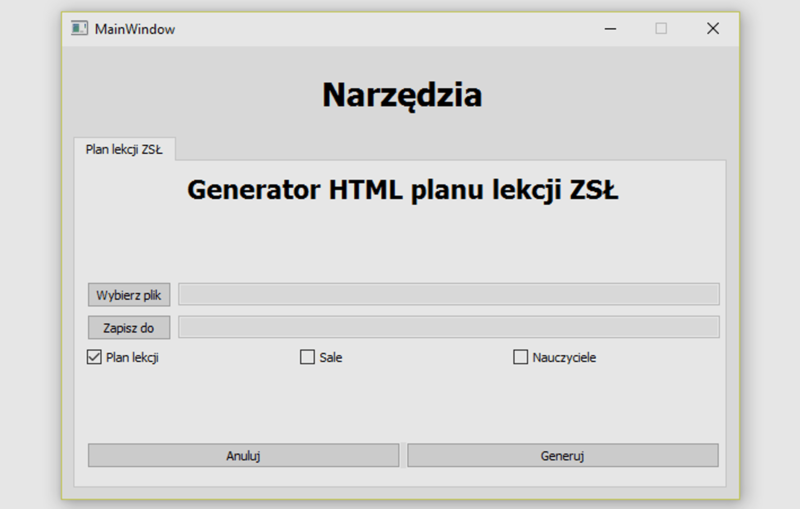 MainWindow
Narzędzia
Plan lekcji ZSŁ
Generator HTML planu lekcji ZSŁ
Wybierz plik
Zapisz do
Plan lekcji Sale Nauczyciele
Anuluj Generuj